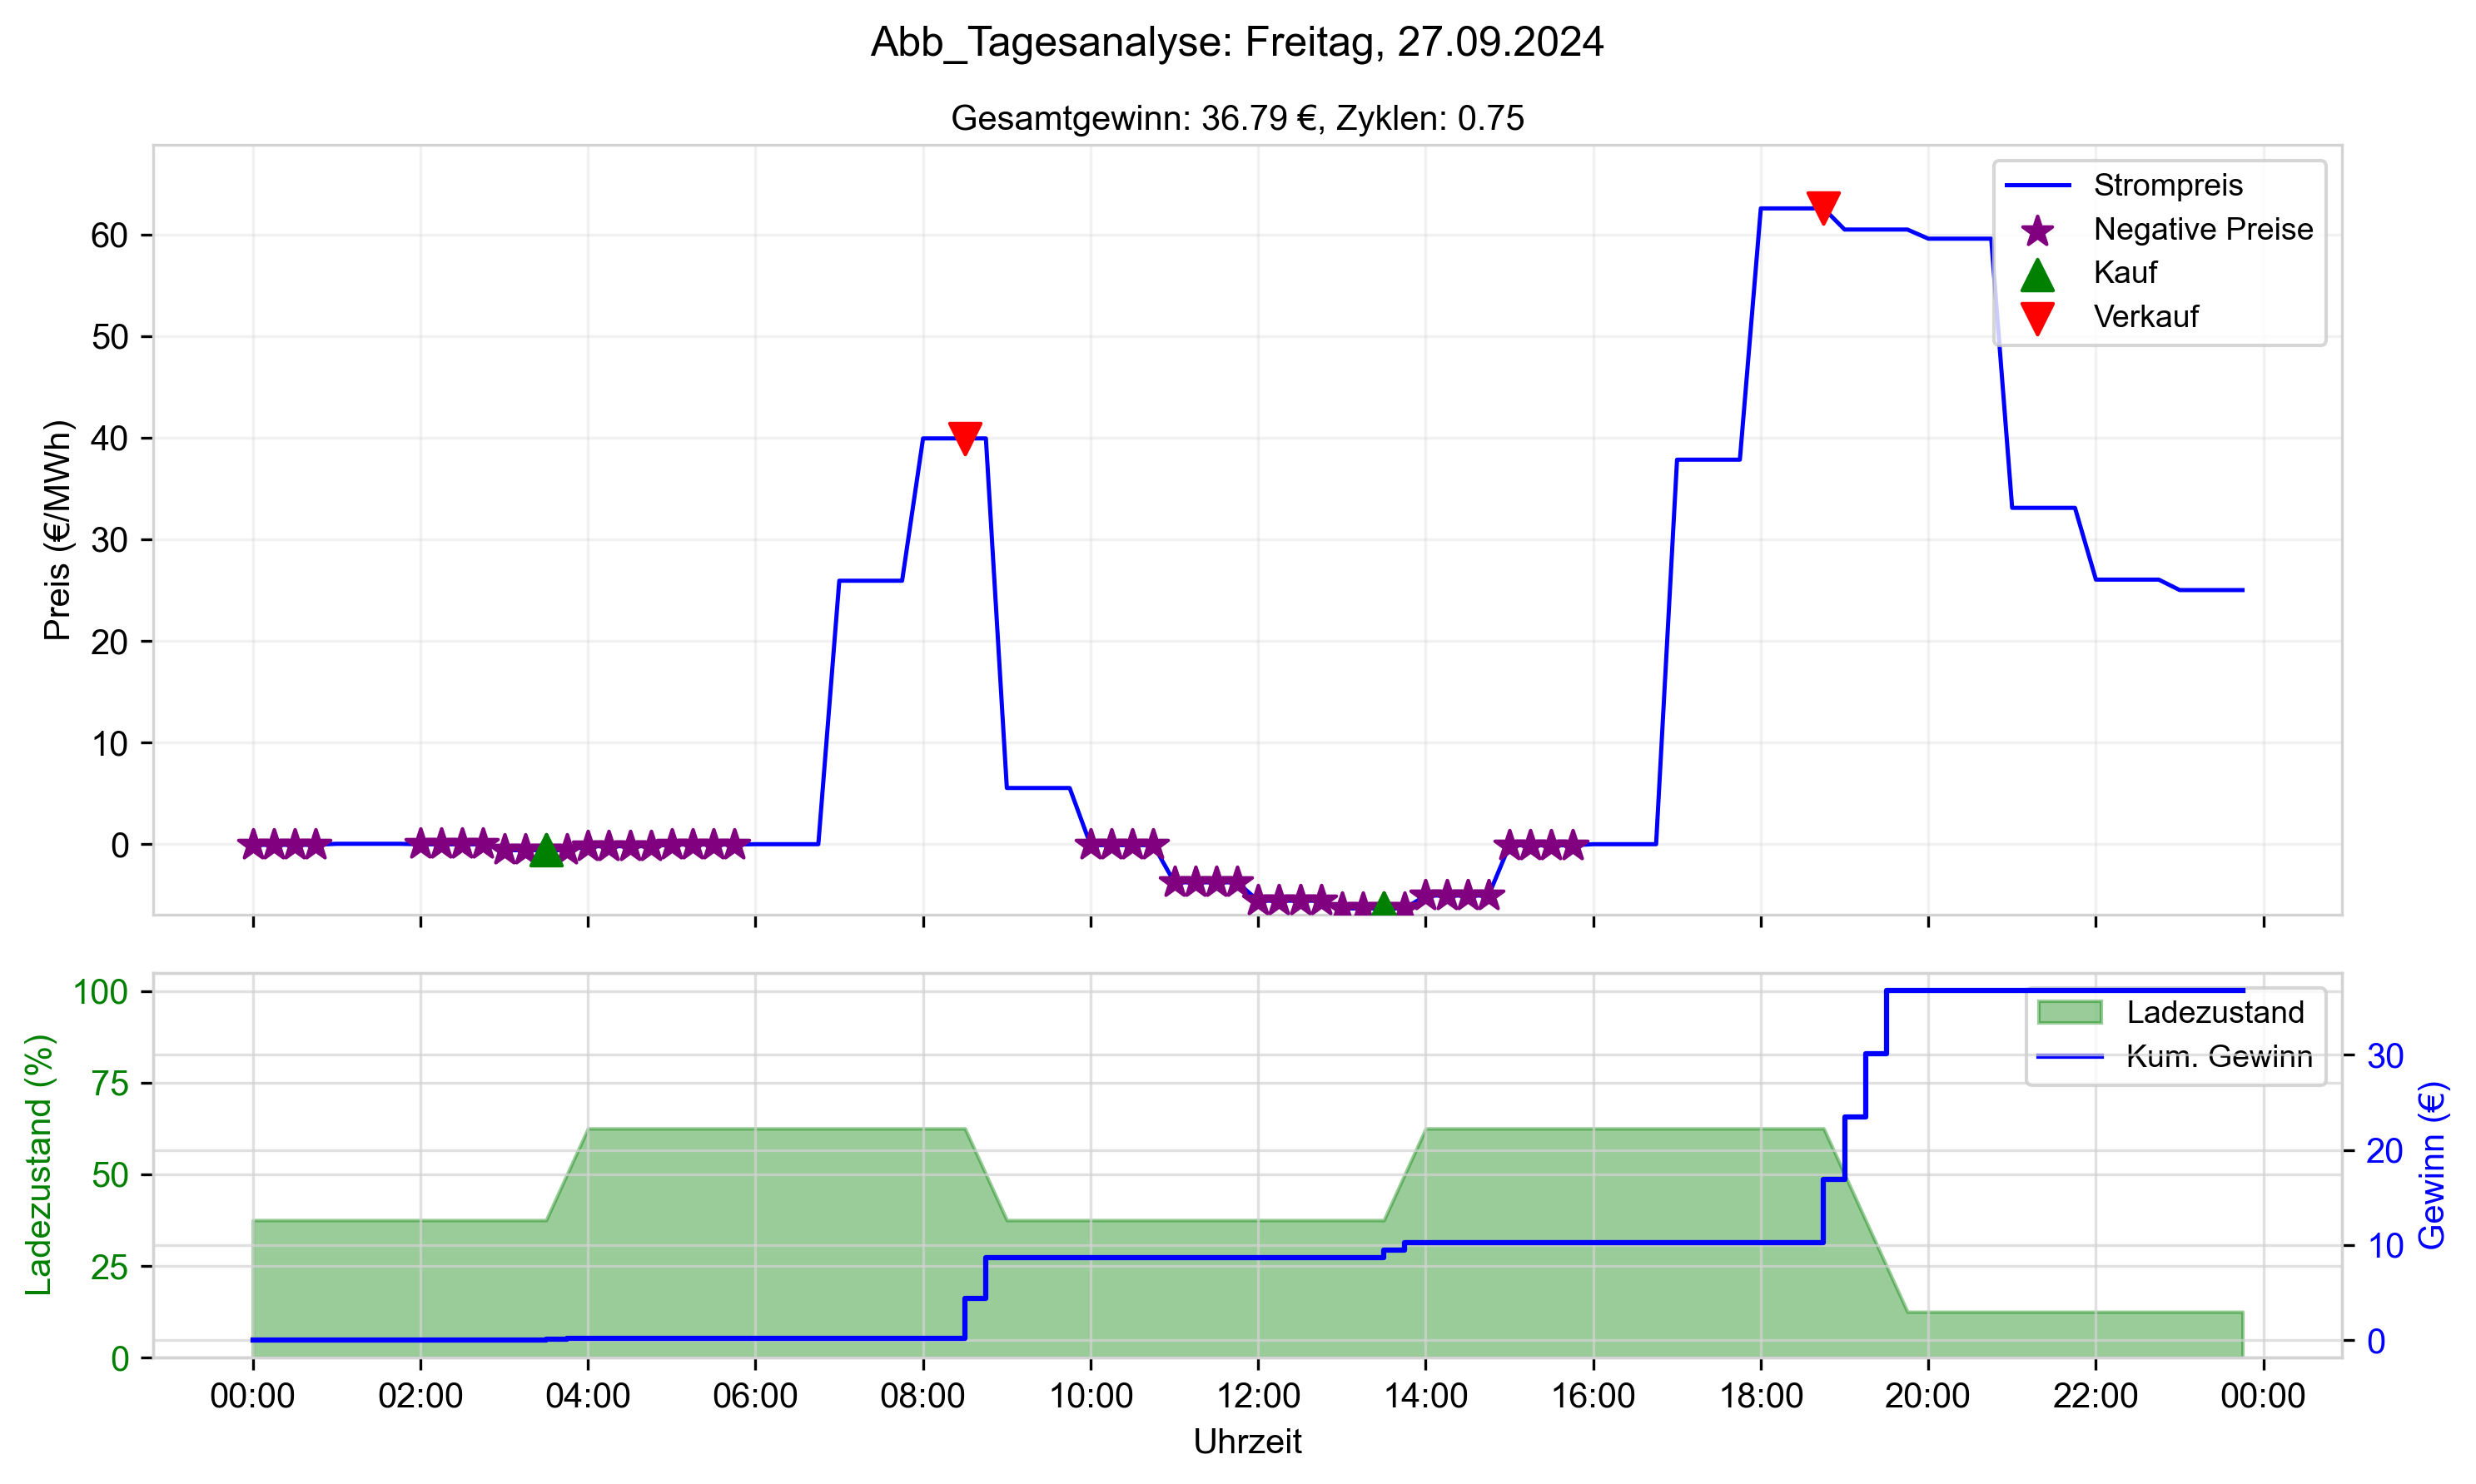 Abb_Tagesanalyse: Freitag, 27.09.2024
Gesamtgewinn: 36.79 €, Zyklen: 0.75
Preis (€/MWh)
60
50
40
30
20
10
0
Strompreis
Negative Preise
Kauf
Verkauf
Ladezustand (%)
100
75
50
25
0
Ladezustand
Kum. Gewinn
30
20
10
0
Gewinn (€)
00:00 02:00 04:00 06:00 08:00 10:00 12:00 14:00 16:00 18:00 20:00 22:00 00:00
Uhrzeit